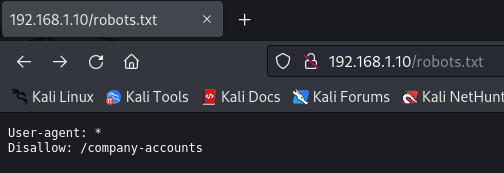 192.168.1.10/robots.txt
192.168.1.10/robots.txt
Kali Linux Kali Tools Kali Docs Kali Forums Kali NetHunt
User-agent: *
Disallow: /company-accounts